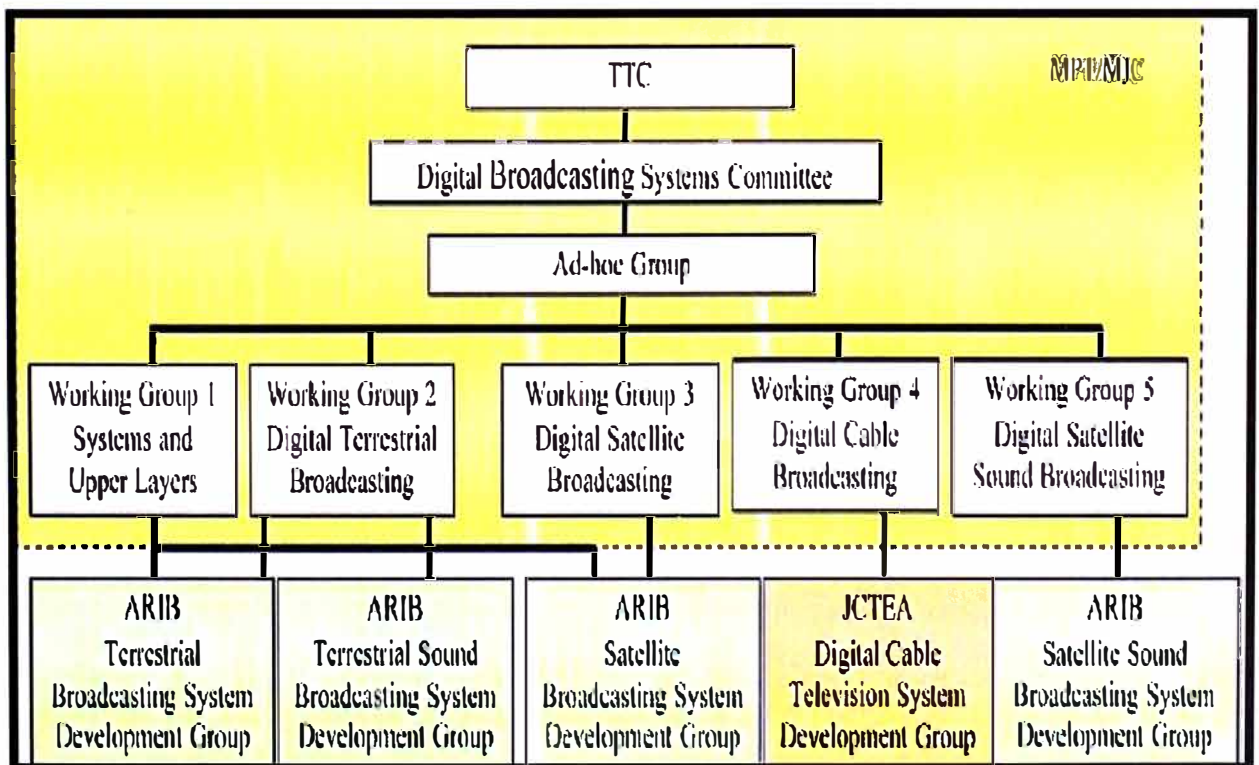 TTC
Digital Broadcasting Systems Committee
Ad-hoc Group
Working Group 1
Systems and
Upper Layers
Working Group 2
Digital Terrestrial
Broadcasting
Working Group 3
Digital Satellite
Broadcasting
Working Group 4
Digital Cable
Broadcasting
Working Group 5
Digital Satellite
Sound Broadcasting
ARIB
Terrestrial
Broadcasting System
Development Group
ARIB
Terrestrial Sound
Broadcasting System
Development Group
ARIB
Satellite
Broadcasting System
Development Group
JCTEA
Digital Cable
Television System
Development Group
ARIB
Satellite Sound
Broadcasting System
Development Group